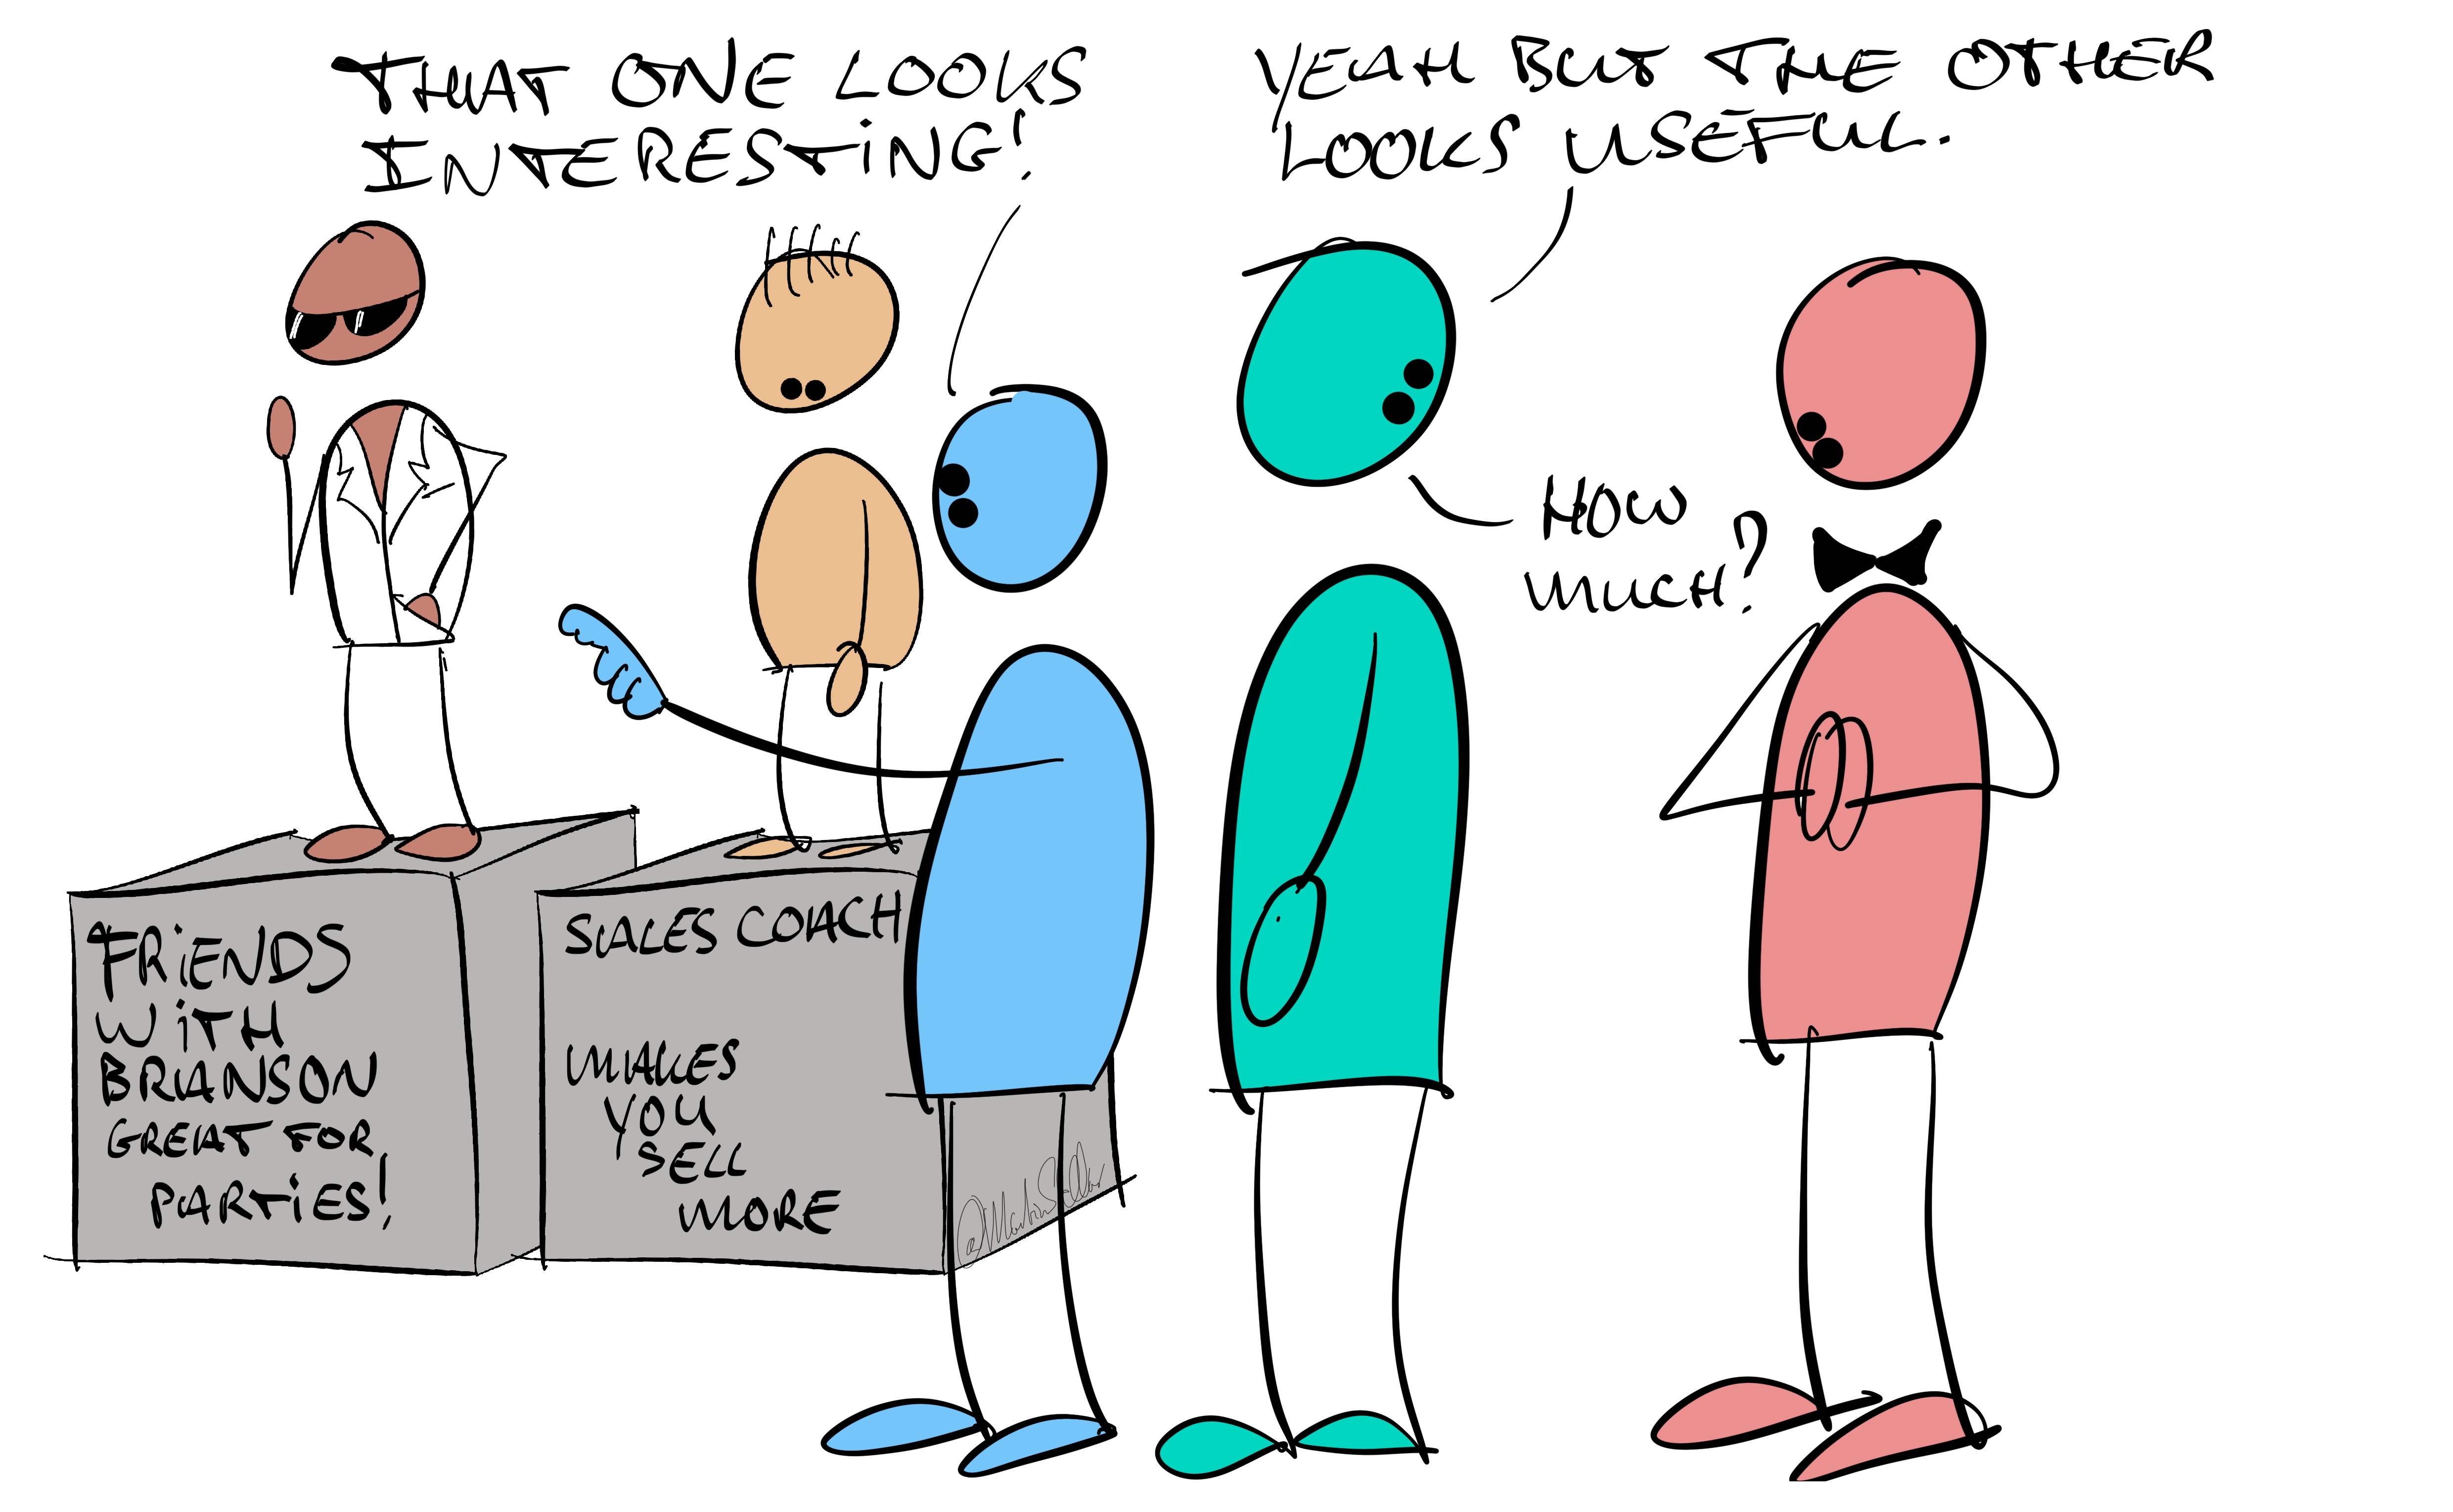 THAT ONE LOOKS
INTERESTING!
YEAH BUT THE OTHER
LOOKS USEFUL.
HOW
MUCH?
FRIENDS
WITH
BRANSON
GREAT FOR
PARTIES!
SALES COACH
MAKES
YOU
SELL
MORE